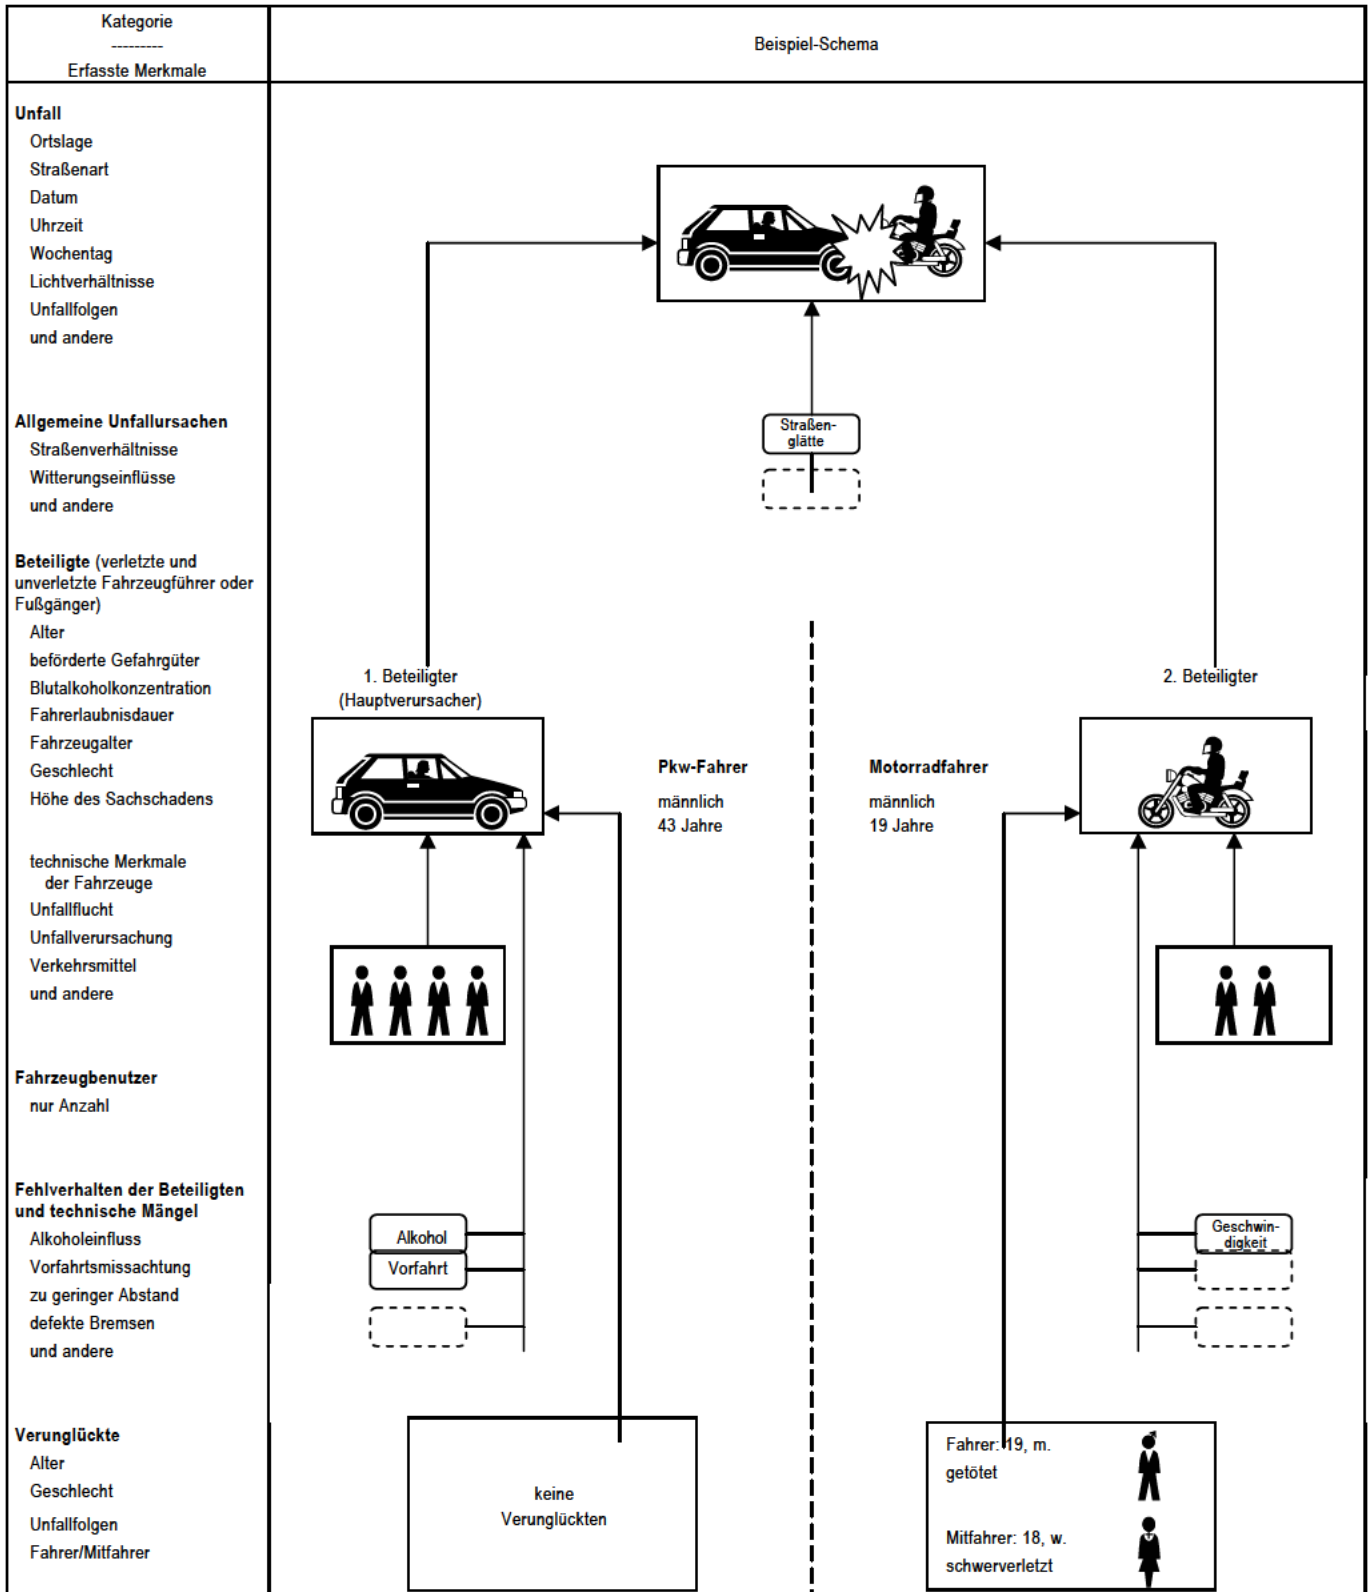 Kategorie
---------
Erfasste Merkmale
Beispiel-Schema
Unfall
Ortslage
Straßenart
Datum
Uhrzeit
Wochentag
Lichtverhältnisse
Unfallfolgen
und andere
Allgemeine Unfallursachen
Straßenverhältnisse
Witterungseinflüsse
und andere
Straßen-
glätte
Beteiligte (verletzte und
unverletzte Fahrzeugführer oder
Fußgänger)
Alter
beförderte Gefahrgüter
Blutalkoholkonzentration
Fahrerlaubnisdauer
Fahrzeugalter
Geschlecht
Höhe des Sachschadens
technische Merkmale
der Fahrzeuge
Unfallflucht
Unfallverursachung
Verkehrsmittel
und andere
1. Beteiligter
(Hauptverursacher)
Pkw-Fahrer
männlich
43 Jahre
2. Beteiligter
Motorradfahrer
männlich
19 Jahre
Fahrzeugbenutzer
nur Anzahl
Fehlverhalten der Beteiligten
und technische Mängel
Alkoholeinfluss
Vorfahrtsmissachtung
zu geringer Abstand
defekte Bremsen
und andere
Alkohol
Vorfahrt
Geschwin-
digkeit
Verunglückte
Alter
Geschlecht
Unfallfolgen
Fahrer/Mitfahrer
keine
Verunglückten
Fahrer: 19, m.
getötet
Mitfahrer: 18, w.
schwerverletzt